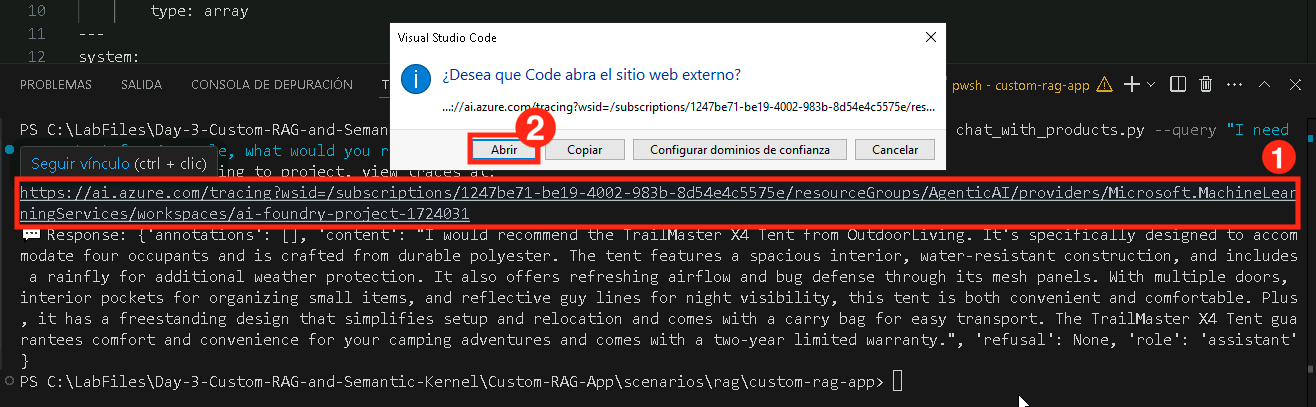 10 type: array
---
12 system:
Visual Studio Code
¿Desea que Code abra el sitio web externo?
...://ai.azure.com/tracing?wsid=/subscriptions/1247be71-be19-4002-983b-8d54e4c5575e/res...
2
Abrir
Copiar
Configurar dominios de confianza
Cancelar
PROBLEMAS SALIDA CONSOLA DE DEPURACIÓN
pwsh - custom-rag-app
PS C:\LabFiles\Day-3-Custom-RAG-and-Semantic-Kern chat_with_products.py --query "I need
le, what would you r
Seguir vínculo (ctrl + clic)
ing to project, view traces at:
1
https://ai.azure.com/tracing?wsid=/subscriptions/1247be71-be19-4002-983b-8d54e4c5575e/resourceGroups/AgenticAI/providers/Microsoft.MachineLear
ningServices/workspaces/ai-foundry-project-1724031
Response: {'annotations': [], 'content': "I would recommend the TrailMaster X4 Tent from OutdoorLiving. It's specifically designed to accom
modate four occupants and is crafted from durable polyester. The tent features a spacious interior, water-resistant construction, and includes
a rainfly for additional weather protection. It also offers refreshing airflow and bug defense through its mesh panels. With multiple doors,
interior pockets for organizing small items, and reflective guy lines for night visibility, this tent is both convenient and comfortable. Plus
, it has a freestanding design that simplifies setup and relocation and comes with a carry bag for easy transport. The TrailMaster X4 Tent gua
rantees comfort and convenience for your camping adventures and comes with a two-year limited warranty.", 'refusal': None, 'role': 'assistant'
}
PS C:\LabFiles\Day-3-Custom-RAG-and-Semantic-Kernel\Custom-RAG-App\scenarios\rag\custom-rag-app>